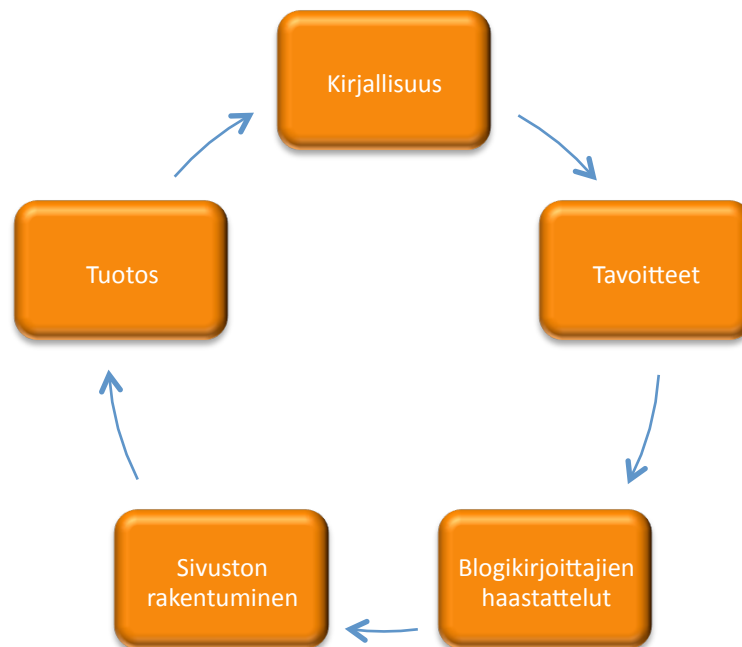 Kirjallisuus
Tavoitteet
Blogikirjoittajien
haastattelut
Sivuston
rakentuminen
Tuotos